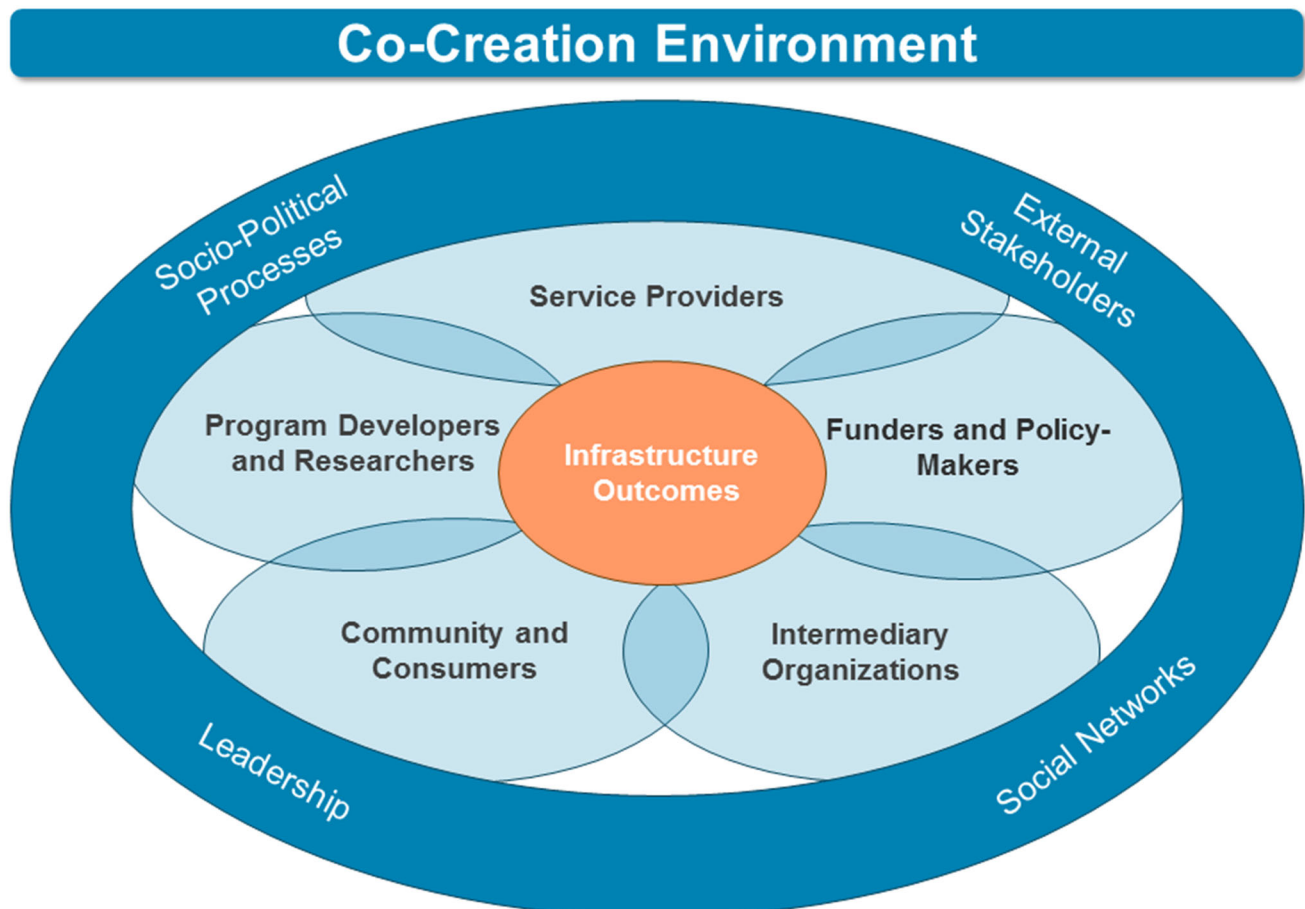 Co-Creation Environment
Socio-Political
Processes
External
Stakeholders
Service Providers
Program Developers
and Researchers
Infrastructure
Outcomes
Funders and Policy-
Makers
Community and
Consumers
Intermediary
Organizations
Leadership
Social Networks